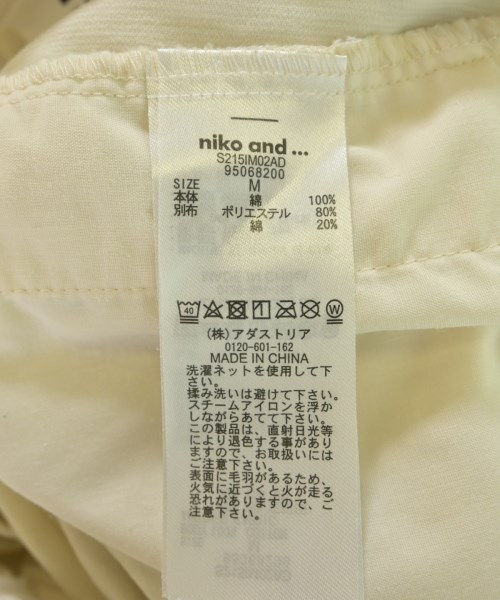 niko and ...
S215IM02AD
95068200
SIZE M
本体 綿 100%
別布 ポリエステル 80%
綿 20%
40
W
(株)アダストリア
0120-601-162
MADE IN CHINA
洗濯ネットを使用して下
さい。
揉み洗いは避けて下さい。
スチームアイロンを浮か
しながらあてて下さい。
この製品は、直射日光等
により退色する事があり
ますので、お取扱いには
ご注意下さい。
表面に毛羽があるため、
火気に近づくと火が走る
恐れがありますので、ご
注意下さい。